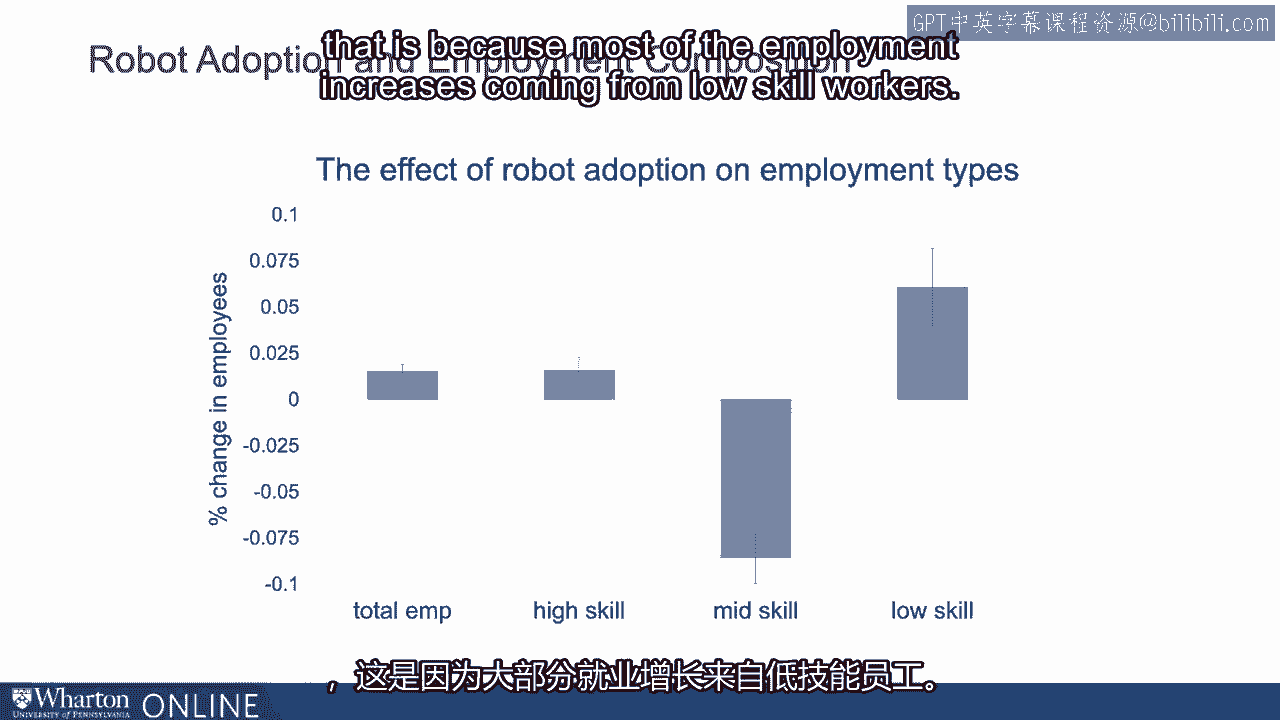 GPT中英字幕课程资源@bilibili.com
Robot Adoption and Employment Composition
that is because most of the employment
increases coming from low skill workers.
The effect of robot adoption on employment types
% change in employees
0.1
0.075
0.05
0.025
0
-0.025
-0.05
-0.075
-0.1
total emp
high skill
mid skill
low skill
，这是因为大部分就业增长来自低技能员工。
Wharton
UNIVERSITY of PENNSYLVANIA
ONLINE